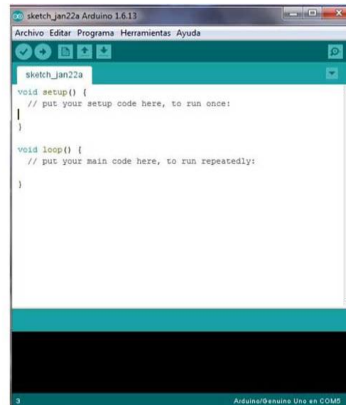 sketch_jan22a Arduino 1.6.13
Archivo Editar Programa Herramientas Ayuda
sketch_jan22a
void setup() {
// put your setup code here, to run once:
}
void loop() {
// put your main code here, to run repeatedly:
}
3 Arduino/Genuino Uno en COM5